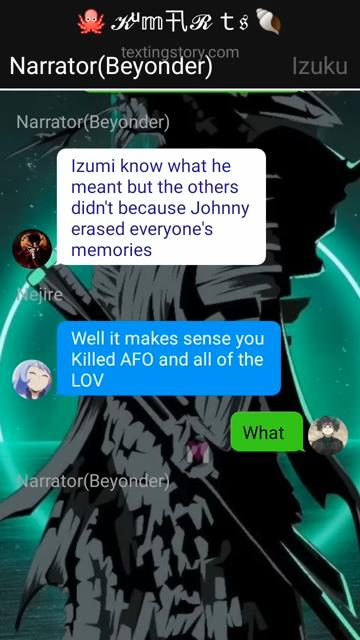 🐙 𝓚ᵘ𝕞卂𝓡 𝕥𝔰 🐚
textingstory.com
Narrator(Beyonder)
Izuku
Narrator(Beyonder)
Izumi know what he
meant but the others
didn't because Johnny
erased everyone's
memories
Nejire
Well it makes sense you
Killed AFO and all of the
LOV
What
Narrator(Beyonder)